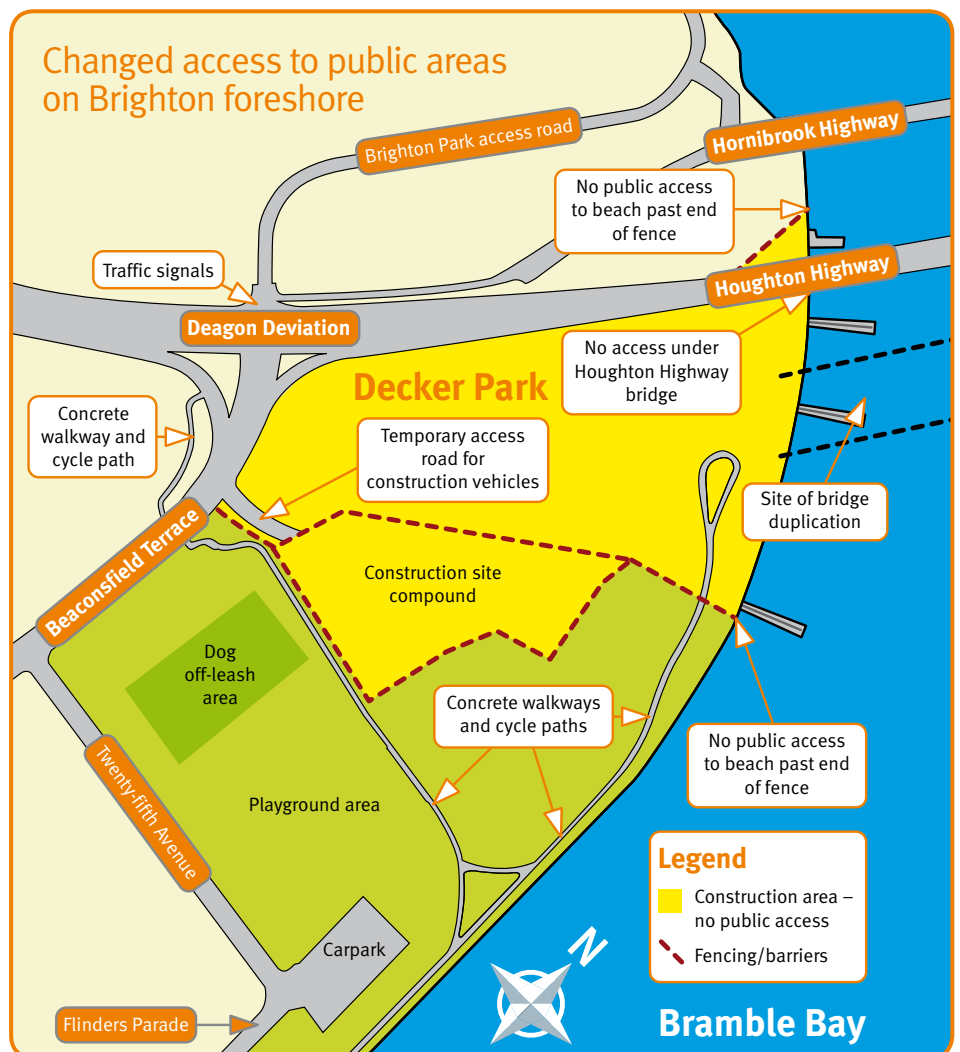 Changed access to public areas
on Brighton foreshore
Brighton Park access road
Hornibrook Highway
No public access
to beach past end
of fence
Traffic signals
Houghton Highway
Deagon Deviation
No access under
Houghton Highway
bridge
Decker Park
Concrete
walkway and
cycle path
Temporary access
road for
construction vehicles
Site of bridge
duplication
Beaconsfield Terrace
Construction site
compound
Dog
off-leash
area
Concrete walkways
and cycle paths
No public access
to beach past end
of fence
Twenty-fifth Avenue
Playground area
Legend
Construction area –
no public access
Fencing/barriers
Carpark
N
Flinders Parade
Bramble Bay